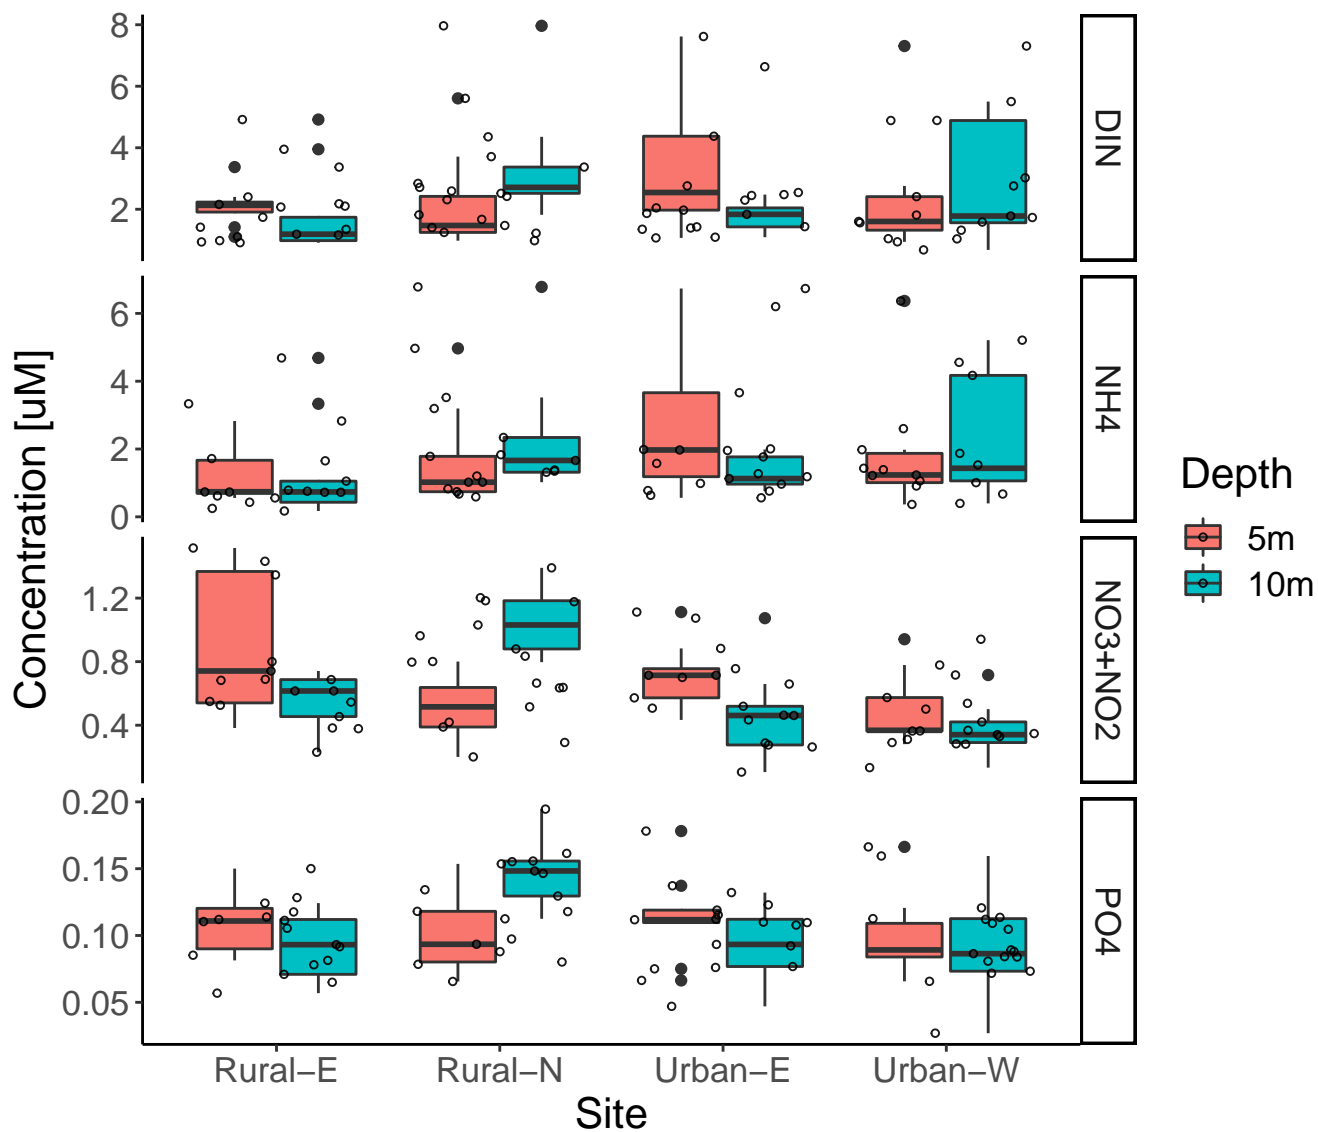 8
6
4
2
DIN
6
4
2
0
NH4
1.2
0.8
0.4
NO3+NO2
0.20
0.15
0.10
0.05
PO4
Concentration [uM]
Rural−E Rural−N Urban−E Urban−W
Site
Depth
5m
10m